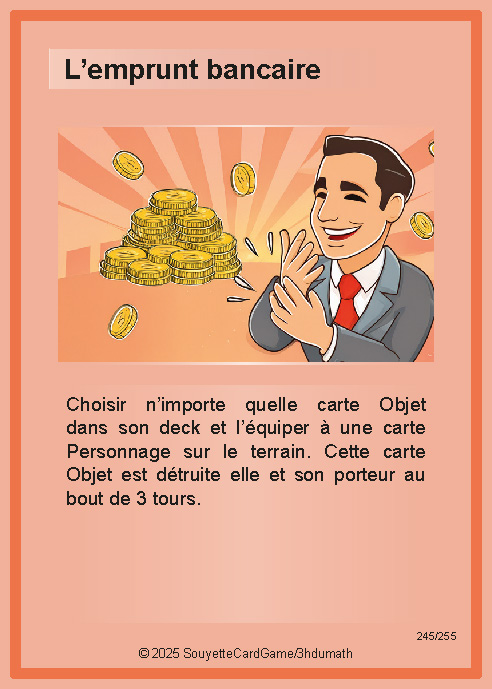 L’emprunt bancaire
Choisir n’importe quelle carte Objet
dans son deck et l’équiper à une carte
Personnage sur le terrain. Cette carte
Objet est détruite elle et son porteur au
bout de 3 tours.
245/255
© 2025 SouyetteCardGame/3hdumath